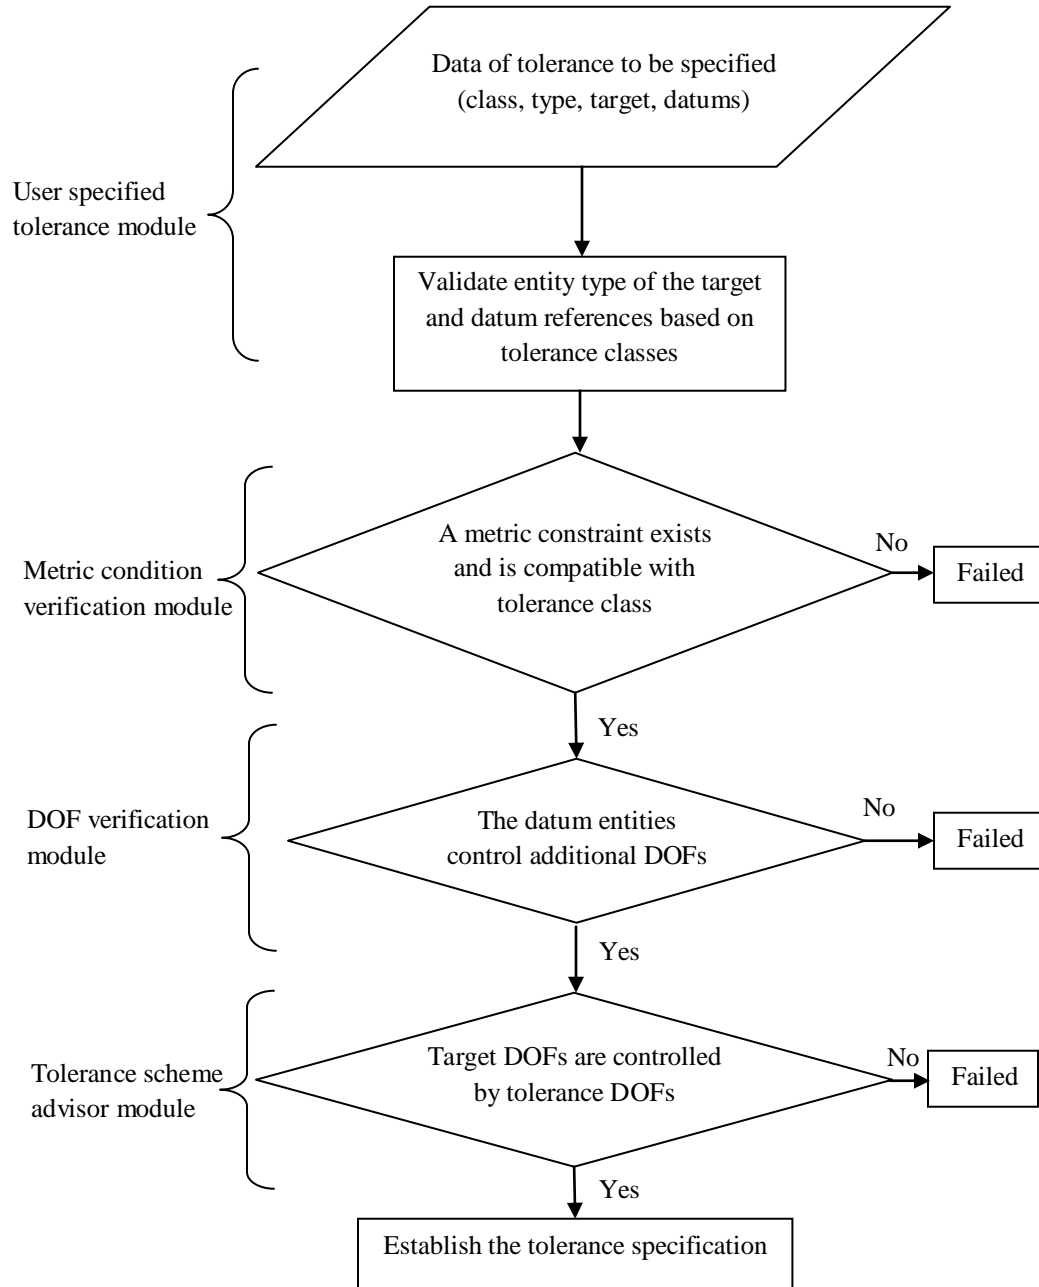 Data of tolerance to be specified
(class, type, target, datums)
User specified
tolerance module
Validate entity type of the target
and datum references based on
tolerance classes
A metric constraint exists
and is compatible with
tolerance class
No
Failed
Metric condition
verification module
Yes
DOF verification
module
The datum entities
control additional DOFs
No
Failed
Yes
Tolerance scheme
advisor module
Target DOFs are controlled
by tolerance DOFs
No
Failed
Yes
Establish the tolerance specification